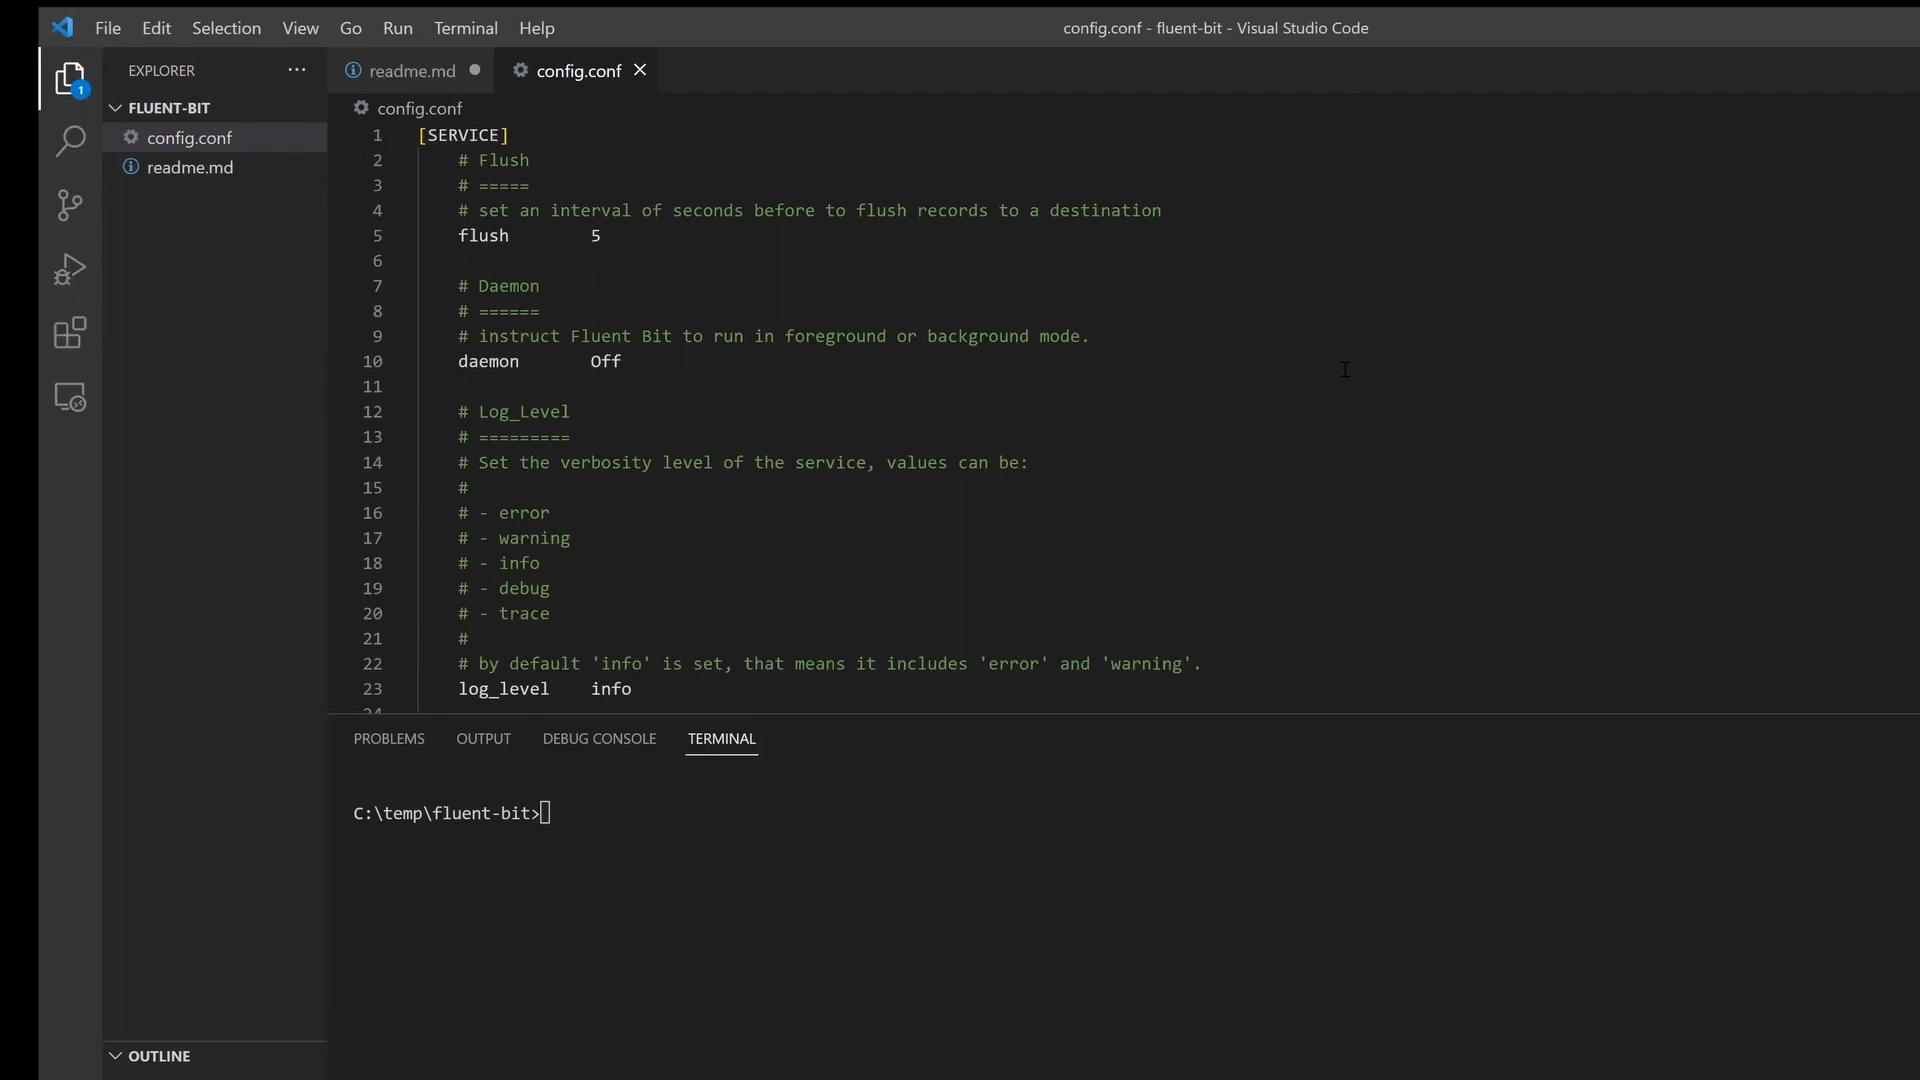 File Edit Selection View Go Run Terminal Help
config.conf - fluent-bit - Visual Studio Code
EXPLORER ···
1
FLUENT-BIT
config.conf
readme.md
OUTLINE
readme.md
config.conf
config.conf
1 [SERVICE]
2 # Flush
3 # =====
4 # set an interval of seconds before to flush records to a destination
5 flush 5
6
7 # Daemon
8 # ======
9 # instruct Fluent Bit to run in foreground or background mode.
10 daemon Off
11
12 # Log_Level
13 # =========
14 # Set the verbosity level of the service, values can be:
15 #
16 # - error
17 # - warning
18 # - info
19 # - debug
20 # - trace
21 #
22 # by default 'info' is set, that means it includes 'error' and 'warning'.
23 log_level info
24
PROBLEMS OUTPUT DEBUG CONSOLE TERMINAL
C:\temp\fluent-bit>